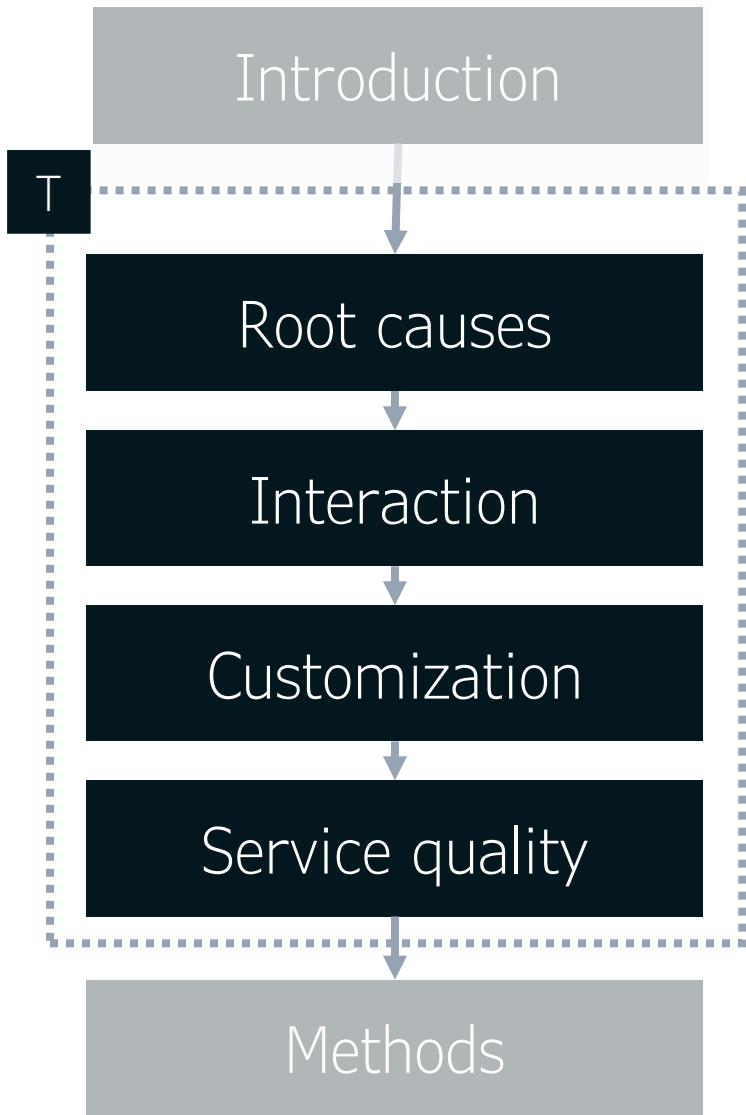 Introduction
T
Root causes
Interaction
Customization
Service quality
Methods